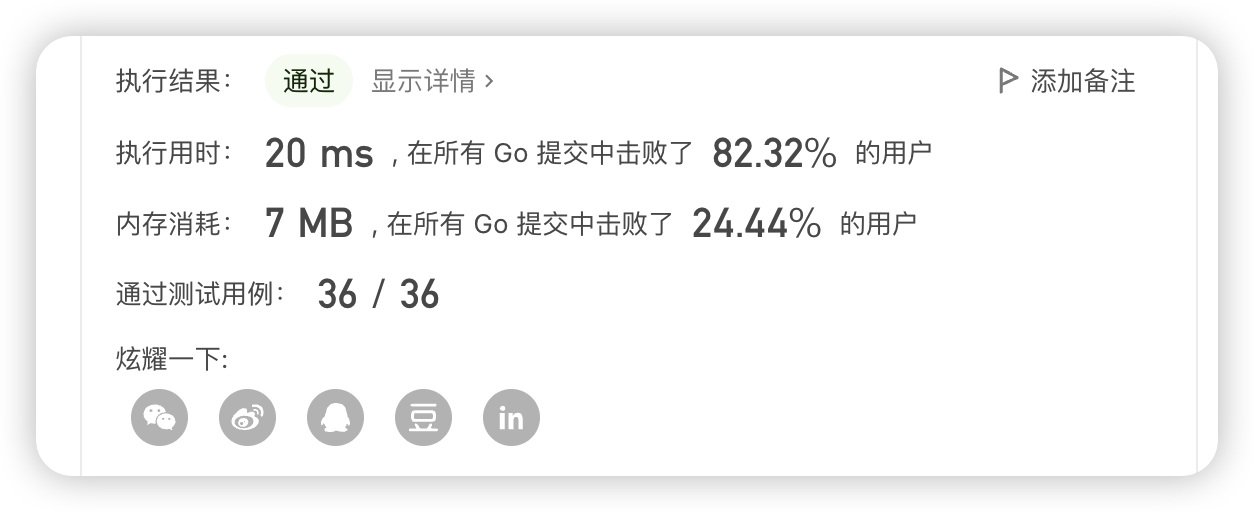 执行结果： 通过 显示详情 > 添加备注
执行用时： 20 ms , 在所有 Go 提交中击败了 82.32% 的用户
内存消耗： 7 MB , 在所有 Go 提交中击败了 24.44% 的用户
通过测试用例： 36 / 36
炫耀一下:
豆 in